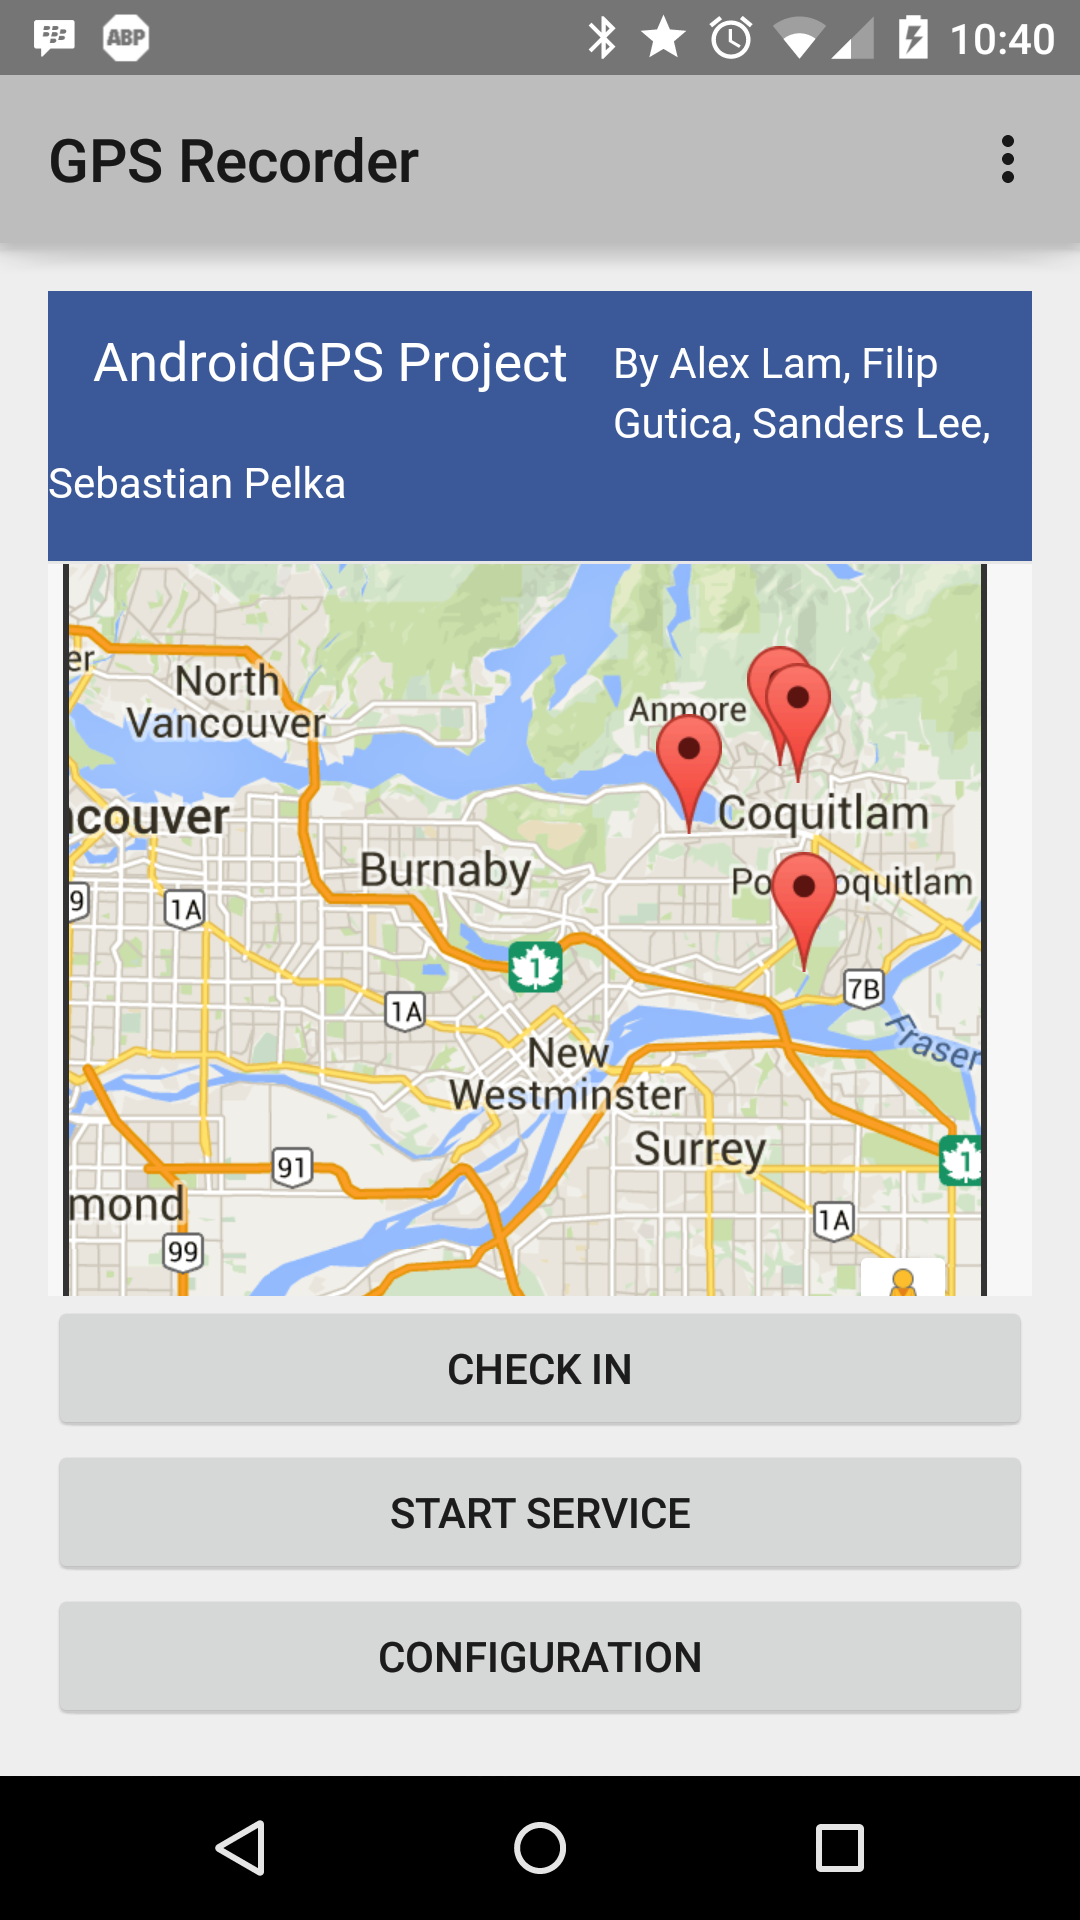 ABP
10:40
GPS Recorder
AndroidGPS Project
By Alex Lam, Filip
Gutica, Sanders Lee,
Sebastian Pelka
er
North
Vancouver
Anmore
ncouver
Coquitlam
Burnaby
Po oquitlam
9
1A
1
7B
1A
Fraser
New
Westminster
Surrey
1
91
mond
1A
99
CHECK IN
START SERVICE
CONFIGURATION